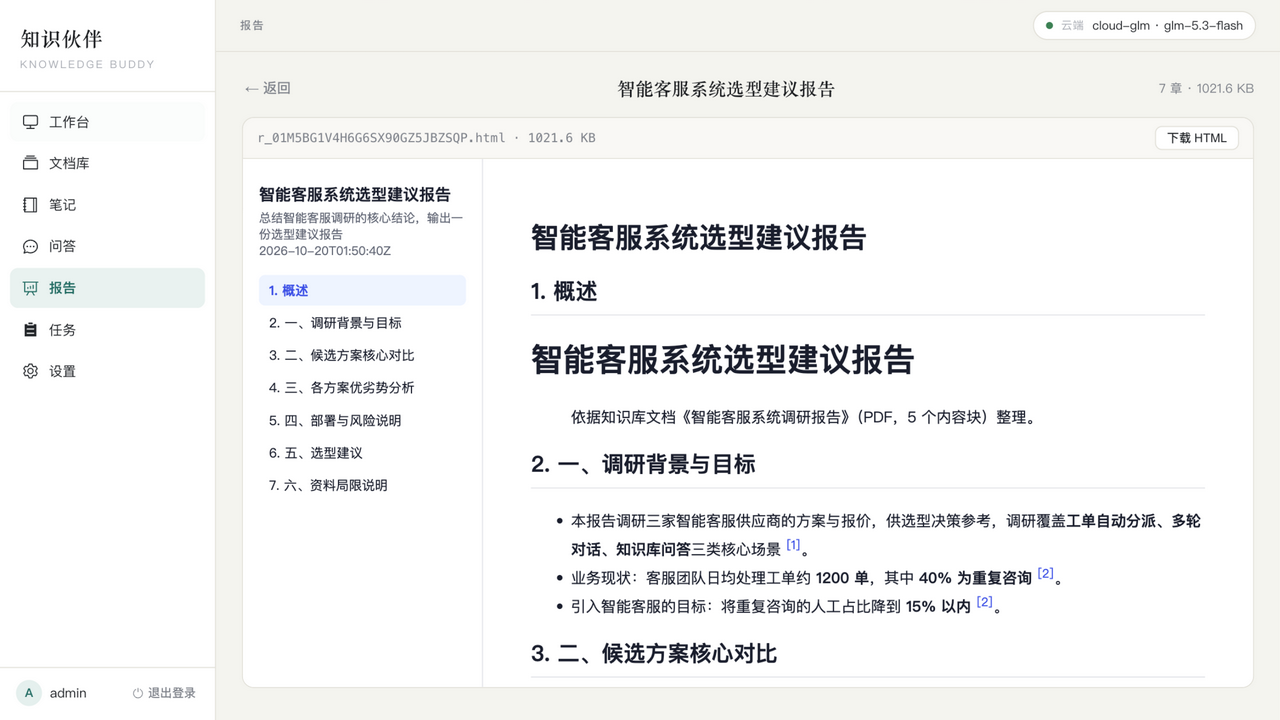 知识伙伴
KNOWLEDGE BUDDY
工作台
文档库
笔记
问答
报告
任务
设置
A admin 退出登录
报告
云端 cloud-glm · glm-5.3-flash
← 返回
智能客服系统选型建议报告
7 章 · 1021.6 KB
r_01M5BG1V4H6G6SX90GZ5JBZSQP.html · 1021.6 KB
下载 HTML
智能客服系统选型建议报告
总结智能客服调研的核心结论，输出一
份选型建议报告
2026-10-20T01:50:40Z
1. 概述
2. 一、调研背景与目标
3. 二、候选方案核心对比
4. 三、各方案优劣势分析
5. 四、部署与风险说明
6. 五、选型建议
7. 六、资料局限说明
智能客服系统选型建议报告
1. 概述
智能客服系统选型建议报告
依据知识库文档《智能客服系统调研报告》（PDF，5 个内容块）整理。
2. 一、调研背景与目标
• 本报告调研三家智能客服供应商的方案与报价，供选型决策参考，调研覆盖工单自动分派、多轮
对话、知识库问答三类核心场景 [1]。
• 业务现状：客服团队日均处理工单约 1200 单，其中 40% 为重复咨询 [2]。
• 引入智能客服的目标：将重复咨询的人工占比降到 15% 以内 [2]。
3. 二、候选方案核心对比